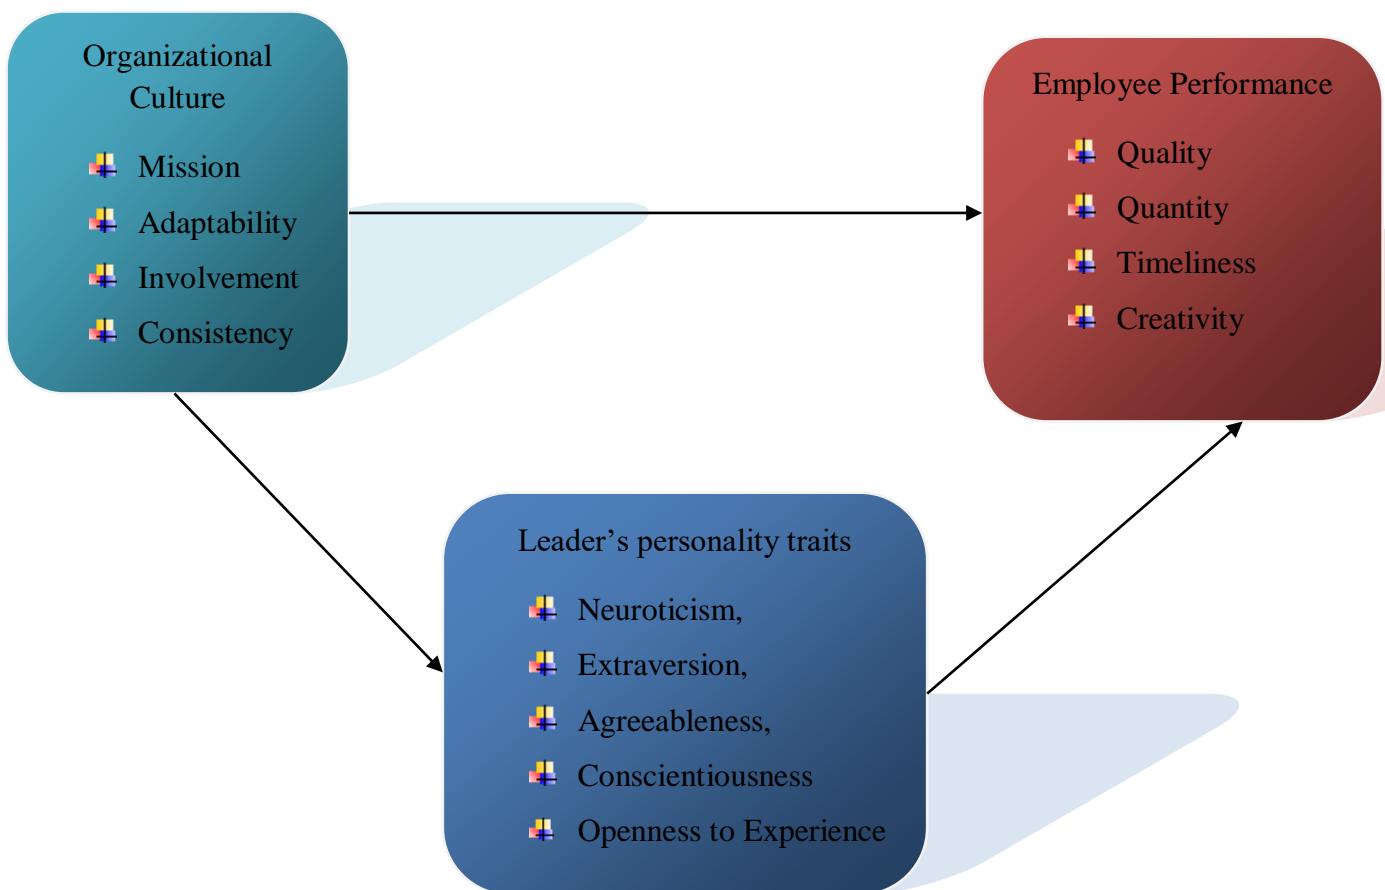 Organizational
Culture
Mission
Adaptability
Involvement
Consistency
Employee Performance
Quality
Quantity
Timeliness
Creativity
Leader’s personality traits
Neuroticism,
Extraversion,
Agreeableness,
Conscientiousness
Openness to Experience